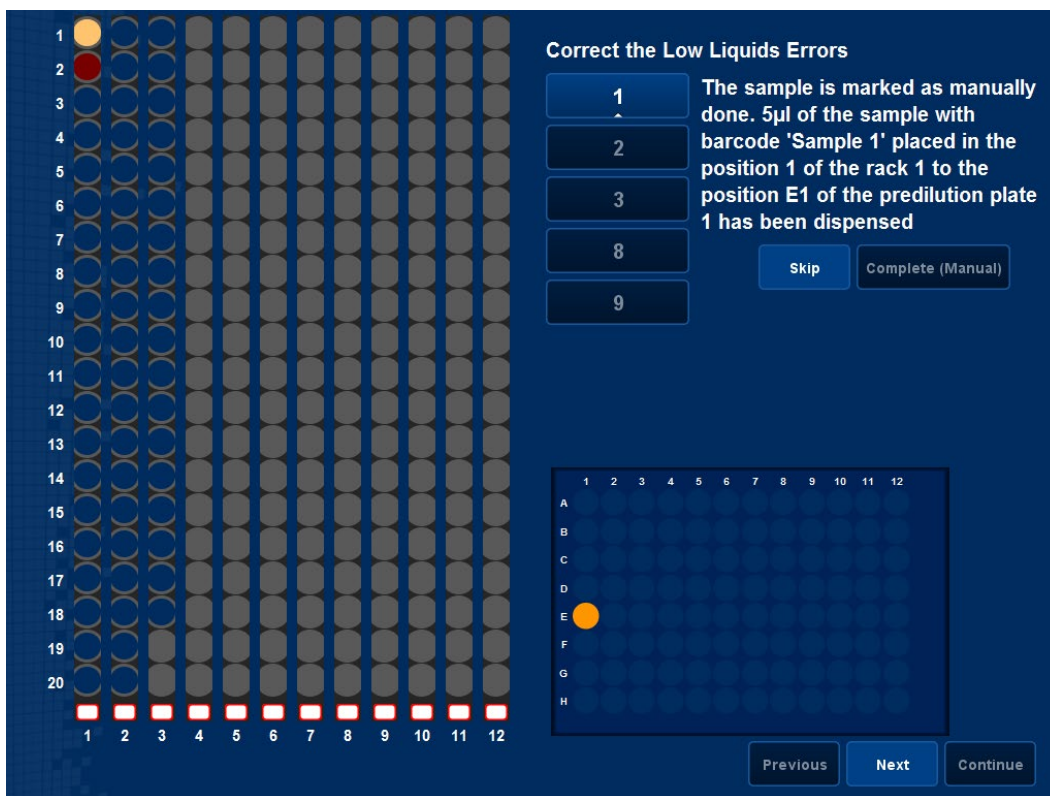 Correct the Low Liquids Errors
1
2
3
8
9
The sample is marked as manually
done. 5µl of the sample with
barcode 'Sample 1' placed in the
position 1 of the rack 1 to the
position E1 of the predilution plate
1 has been dispensed
Skip Complete (Manual)
1
2
3
4
5
6
7
8
9
10
11
12
13
14
15
16
17
18
19
20
1 2 3 4 5 6 7 8 9 10 11 12
1 2 3 4 5 6 7 8 9 10 11 12
A
B
C
D
E
F
G
H
Previous Next Continue